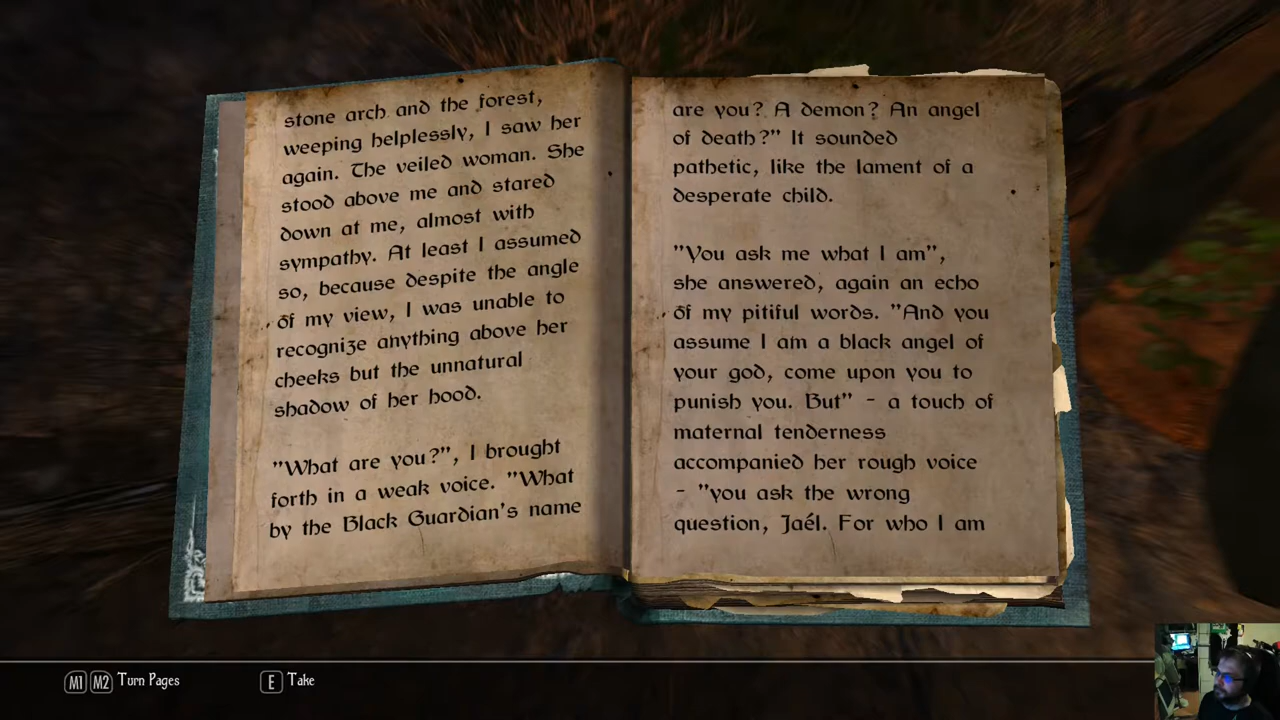 stone arch and the forest,
weeping helplessly, I saw her
again. The veiled woman. She
stood above me and stared
down at me, almost with
sympathy. At least I assumed
so, because despite the angle
of my view, I was unable to
recognize anything above her
cheeks but the unnatural
shadow of her hood.
"What are you?", I brought
forth in a weak voice. "What
by the Black Guardian's name
are you? A demon? An angel
of death?" It sounded
pathetic, like the lament of a
desperate child.
"You ask me what I am",
she answered, again an echo
of my pitiful words. "And you
assume I am a black angel of
your god, come upon you to
punish you. But" - a touch of
maternal tenderness
accompanied her rough voice
- "you ask the wrong
question, Jaél. For who I am
M1 M2 Turn Pages
E Take